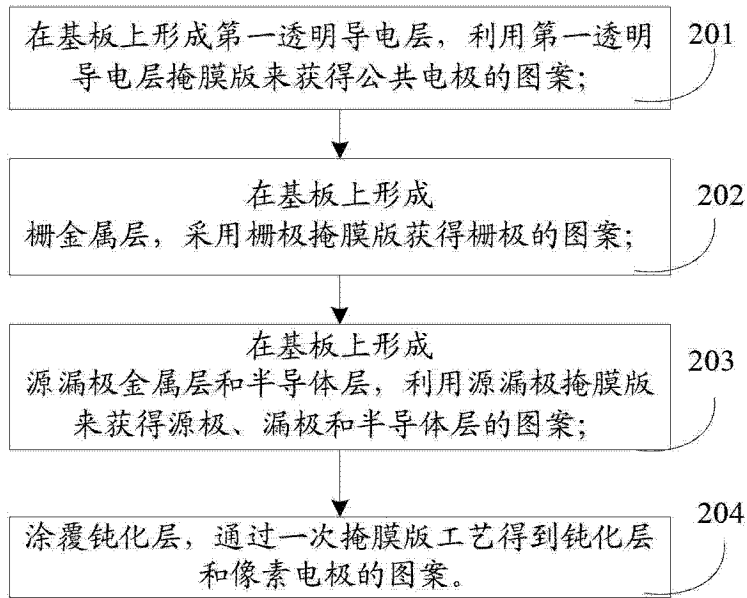 在基板上形成第一透明导电层，利用第一透明
导电层掩膜版来获得公共电极的图案；
201
在基板上形成
栅金属层，采用栅极掩膜版获得栅极的图案；
202
在基板上形成
源漏极金属层和半导体层，利用源漏极掩膜版
来获得源极、漏极和半导体层的图案；
203
涂覆钝化层，通过一次掩膜版工艺得到钝化层
和像素电极的图案。
204